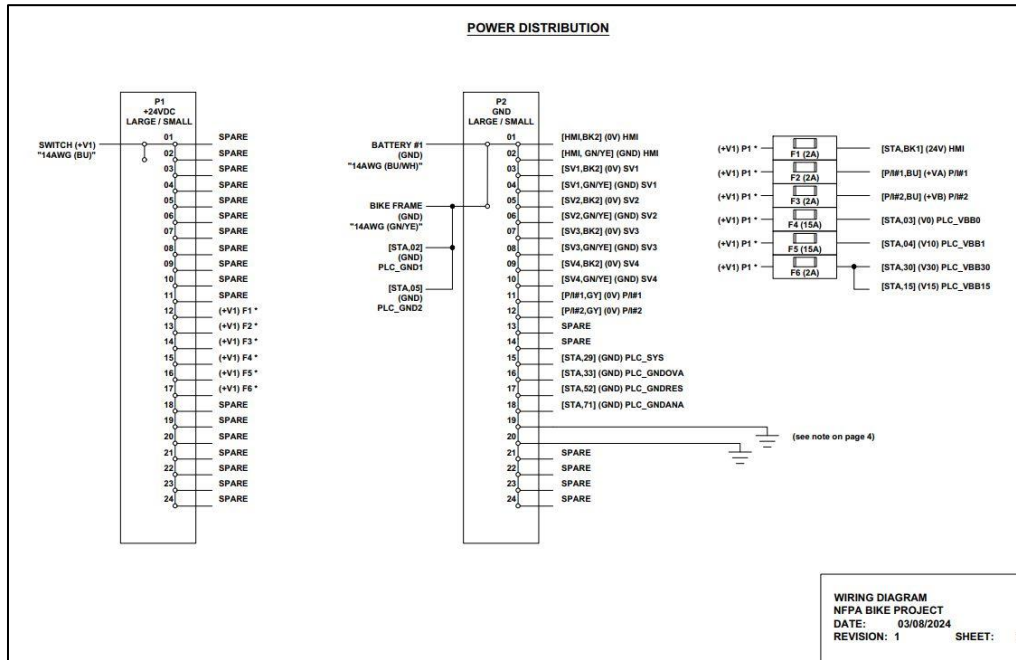 POWER DISTRIBUTION
P1
+24VDC
LARGE / SMALL
SWITCH (+V1)
"14AWG (BU)"
01 SPARE
02 SPARE
03 SPARE
04 SPARE
05 SPARE
06 SPARE
07 SPARE
08 SPARE
09 SPARE
10 SPARE
11 SPARE
12 (+V1) F1 *
13 (+V1) F2 *
14 (+V1) F3 *
15 (+V1) F4 *
16 (+V1) F5 *
17 (+V1) F6 *
18 SPARE
19 SPARE
20 SPARE
21 SPARE
22 SPARE
23 SPARE
24 SPARE
P2
GND
LARGE / SMALL
BATTERY #1
(GND)
"14AWG (BU/WH)"
BIKE FRAME
(GND)
"14AWG (GN/YE)"
[STA,02]
(GND)
PLC_GND1
[STA,05]
(GND)
PLC_GND2
01 [HMI,BK2] (0V) HMI
02 [HMI, GN/YE] (GND) HMI
03 [SV1,BK2] (0V) SV1
04 [SV1,GN/YE] (GND) SV1
05 [SV2,BK2] (0V) SV2
06 [SV2,GN/YE] (GND) SV2
07 [SV3,BK2] (0V) SV3
08 [SV3,GN/YE] (GND) SV3
09 [SV4,BK2] (0V) SV4
10 [SV4,GN/YE] (GND) SV4
11 [P/I#1,GY] (0V) P/I#1
12 [P/I#2,GY] (0V) P/I#2
13 SPARE
14 SPARE
15 [STA,29] (GND) PLC_SYS
16 [STA,33] (GND) PLC_GNDOVA
17 [STA,52] (GND) PLC_GNDRES
18 [STA,71] (GND) PLC_GNDANA
19
20
21 SPARE
22 SPARE
23 SPARE
24 SPARE
(see note on page 4)
(+V1) P1 * F1 (2A) [STA,BK1] (24V) HMI
(+V1) P1 * F2 (2A) [P/I#1,BU] (+VA) P/I#1
(+V1) P1 * F3 (2A) [P/I#2,BU] (+VB) P/I#2
(+V1) P1 * F4 (15A) [STA,03] (V0) PLC_VBB0
(+V1) P1 * F5 (15A) [STA,04] (V10) PLC_VBB1
(+V1) P1 * F6 (2A) [STA,30] (V30) PLC_VBB30
[STA,15] (V15) PLC_VBB15
WIRING DIAGRAM
NFPA BIKE PROJECT
DATE: 03/08/2024
REVISION: 1 SHEET: